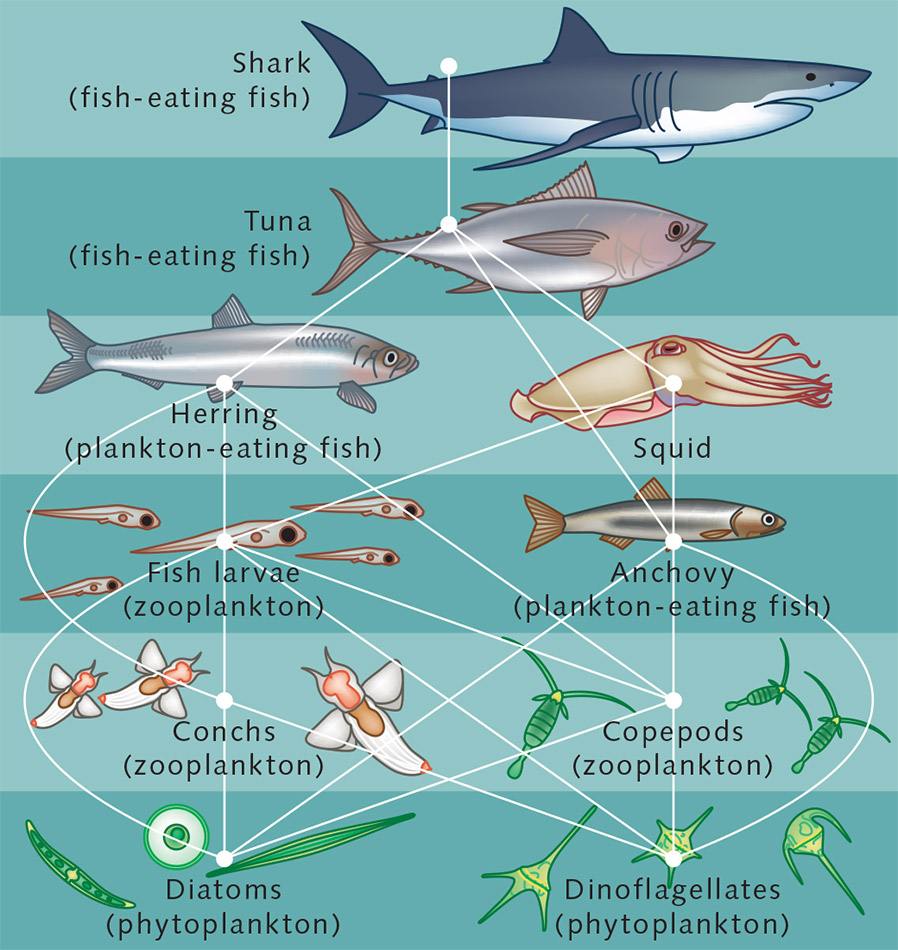 Shark
(fish-eating fish)
Tuna
(fish-eating fish)
Herring
(plankton-eating fish)
Squid
Fish larvae
(zooplankton)
Anchovy
(plankton-eating fish)
Conchs
(zooplankton)
Copepods
(zooplankton)
Diatoms
(phytoplankton)
Dinoflagellates
(phytoplankton)